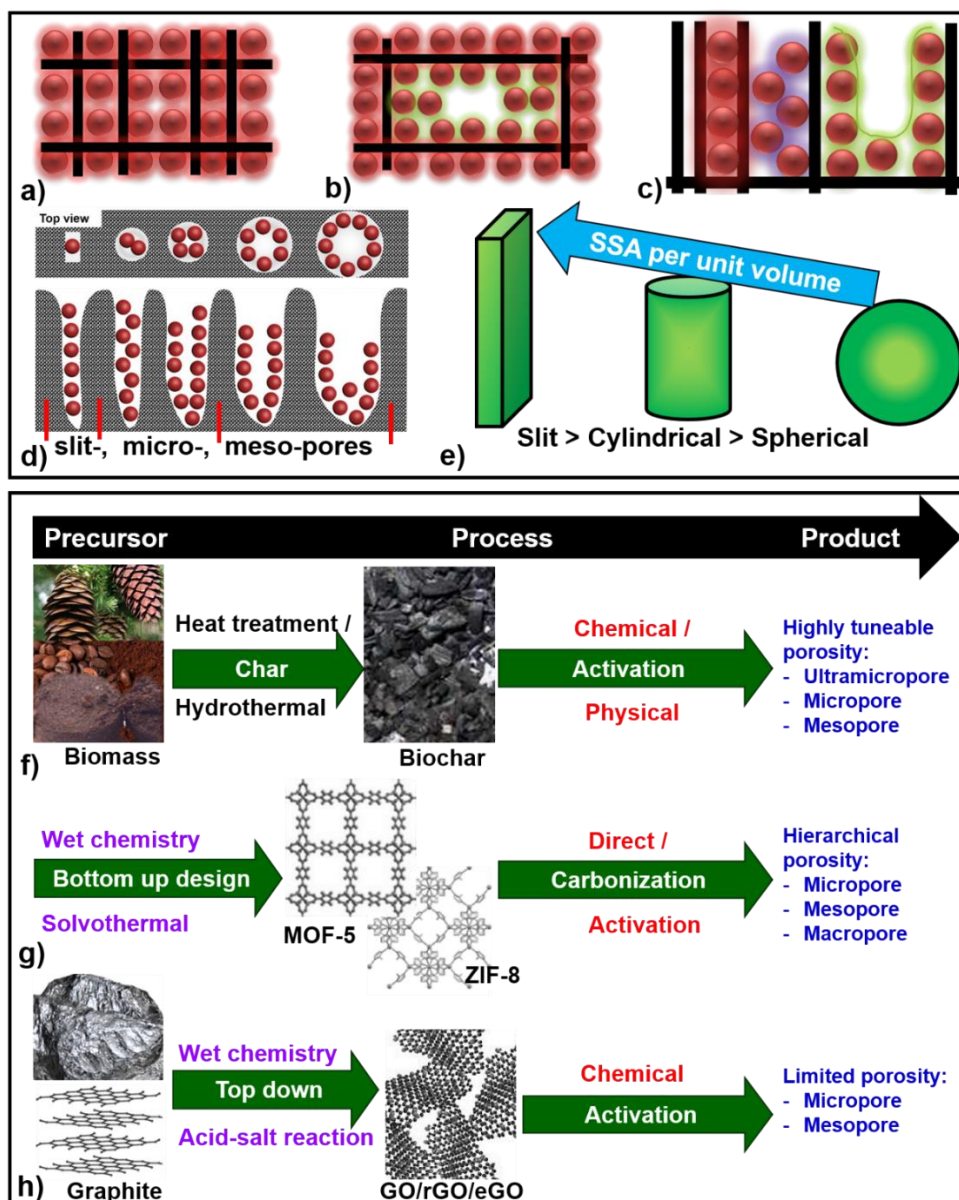 a)
b)
c)
Top view
d) slit-, micro-, meso-pores
SSA per unit volume
Slit > Cylindrical > Spherical
e)
Precursor Process Product
Heat treatment /
Char
Hydrothermal
Chemical /
Activation
Physical
Highly tuneable
porosity:
- Ultramicropore
- Micropore
- Mesopore
Biomass
Biochar
f)
Wet chemistry
Bottom up design
Solvothermal
MOF-5
ZIF-8
Direct /
Carbonization
Activation
Hierarchical
porosity:
- Micropore
- Mesopore
- Macropore
g)
Wet chemistry
Top down
Acid-salt reaction
Chemical
Activation
Limited porosity:
- Micropore
- Mesopore
h) Graphite
GO/rGO/eGO